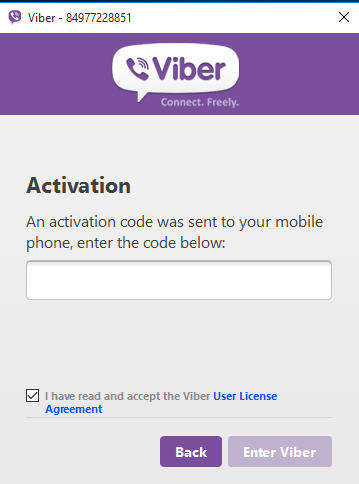 Viber - 84977228851
Viber
Connect. Freely.
Activation
An activation code was sent to your mobile
phone, enter the code below:
I have read and accept the Viber User License
Agreement
Back
Enter Viber